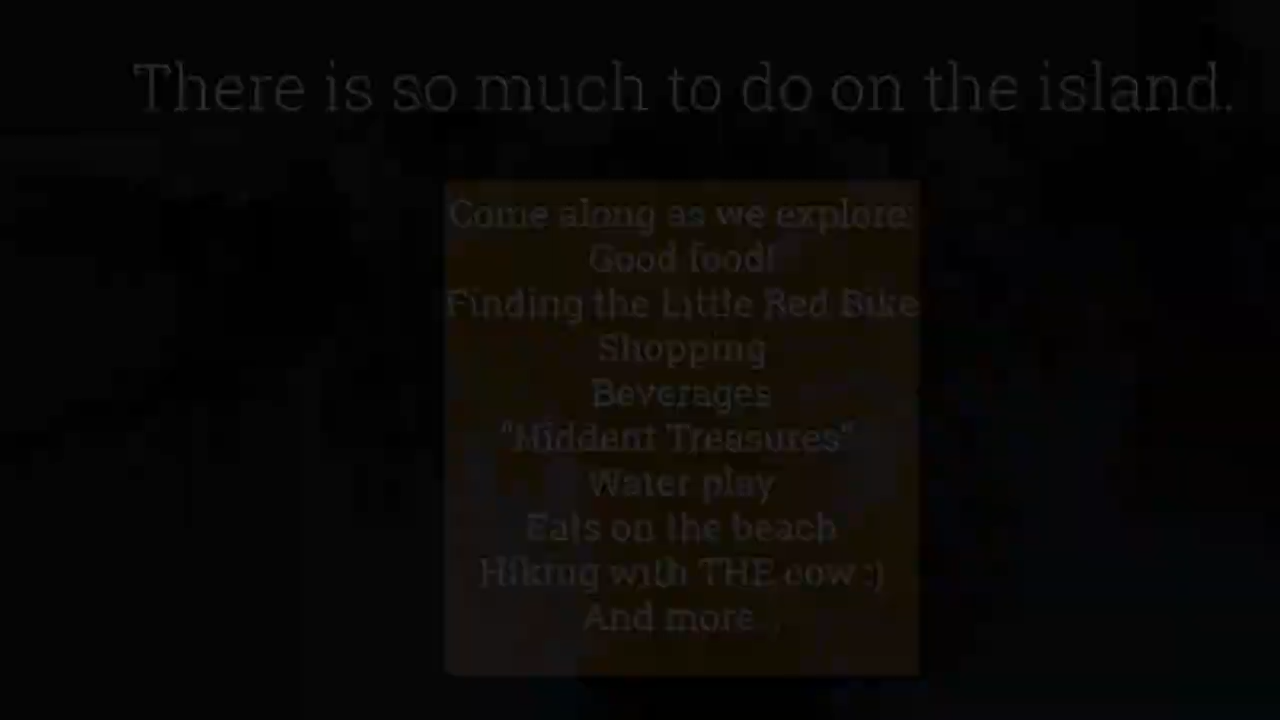 There is so much to do on the island.
Come along as we explore:
Good food!
Finding the Little Red Bike
Shopping
Beverages
"Hiddent Treasures"
Water play
Eats on the beach
Hiking with THE cow :)
And more...